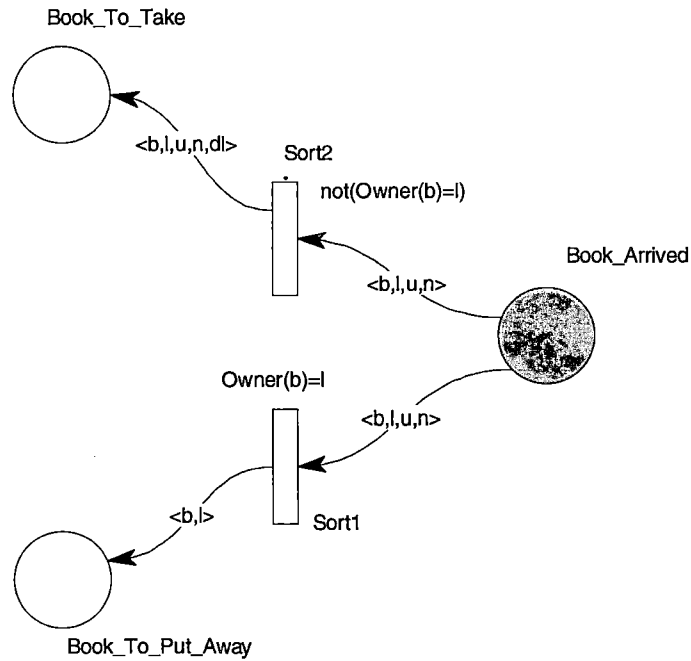 Book_To_Take
<b,l,u,n,dl>
Sort2
not(Owner(b)=l)
Book_Arrived
<b,l,u,n>
Owner(b)=l
<b,l,u,n>
<b,l>
Sort1
Book_To_Put_Away